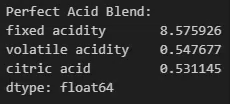 Perfect Acid Blend:
fixed acidity       8.575926
volatile acidity    0.547677
citric acid         0.531145
dtype: float64